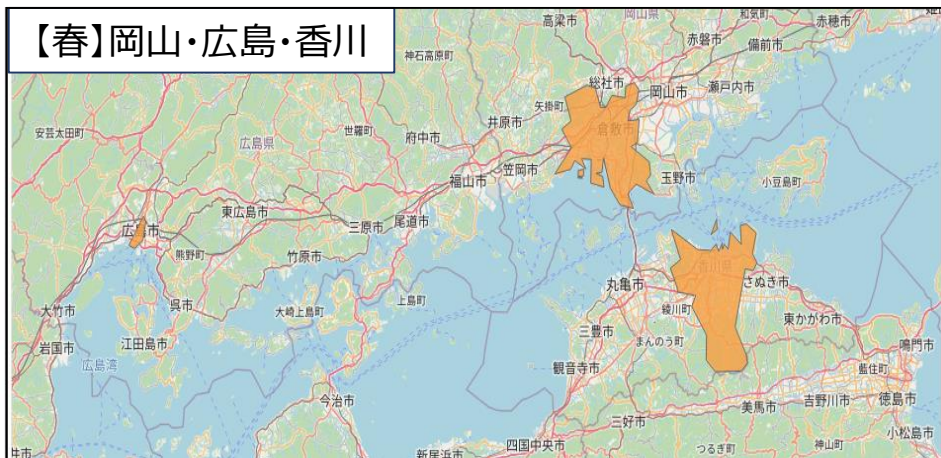 【春】岡山・広島・香川
高梁市
岡山県
和気町
赤穂市
赤磐市
備前市
神石高原町
総社市
岡山市
瀬戸内市
矢掛町
井原市
倉敷市
安芸太田町
世羅町
府中市
広島県
笠岡市
福山市
玉野市
小豆島町
東広島市
尾道市
三原市
広島市
熊野町
竹原市
香川県
さぬき市
丸亀市
上島町
呉市
大崎上島町
綾川町
大竹市
東かがわ市
三豊市
まんのう町
江田島市
岩国市
鳴門市
広島湾
観音寺市
藍住町
今治市
美馬市
吉野川市
徳島市
三好市
小松島市
四国中央市
つるぎ町
神山町
新居浜市